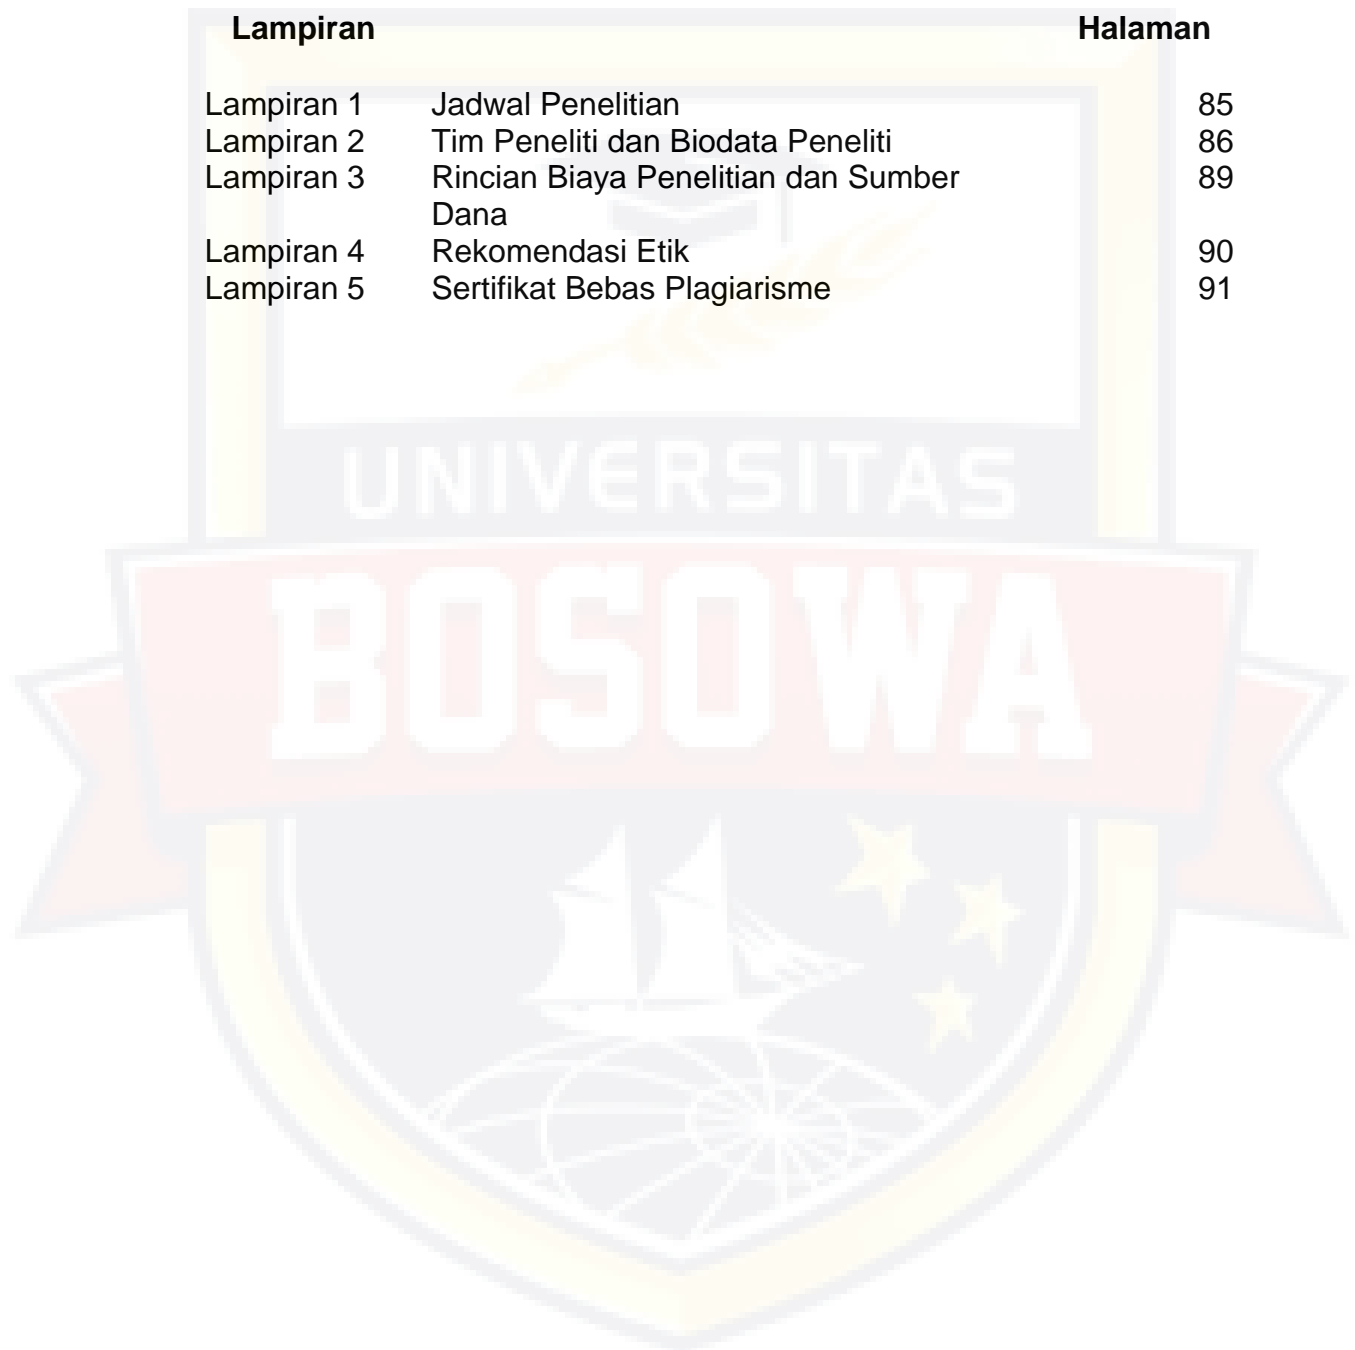 Lampiran Halaman
Lampiran 1 Jadwal Penelitian 85
Lampiran 2 Tim Peneliti dan Biodata Peneliti 86
Lampiran 3 Rincian Biaya Penelitian dan Sumber 89
Dana
Lampiran 4 Rekomendasi Etik 90
Lampiran 5 Sertifikat Bebas Plagiarisme 91
UNIVERSITAS
BOSOWA